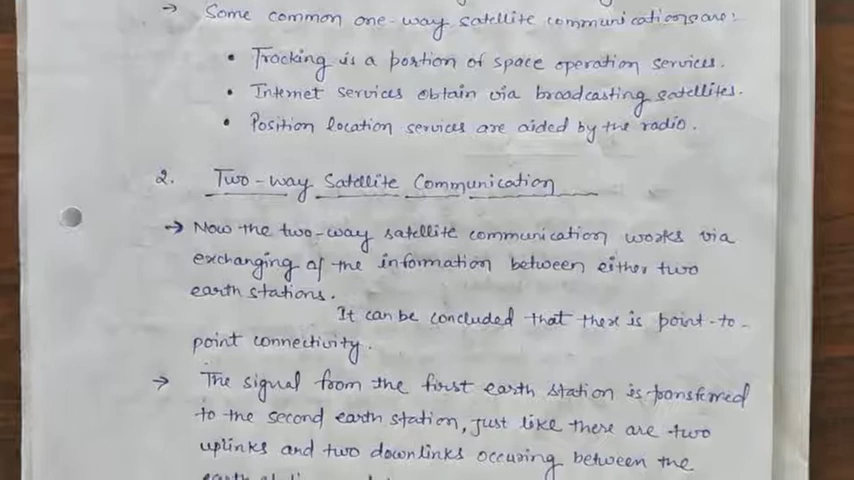 → Some common one-way satellite communications are:
• Tracking is a portion of space operation services.
• Internet services obtain via broadcasting satellites.
• Position location services are aided by the radio.
2. Two-way Satellite Communication
→ Now the two-way satellite communication works via
exchanging of the information between either two
earth stations.
It can be concluded that there is point-to-
point connectivity.
→ The signal from the first earth station is transferred
to the second earth station, just like there are two
uplinks and two downlinks occuring between the